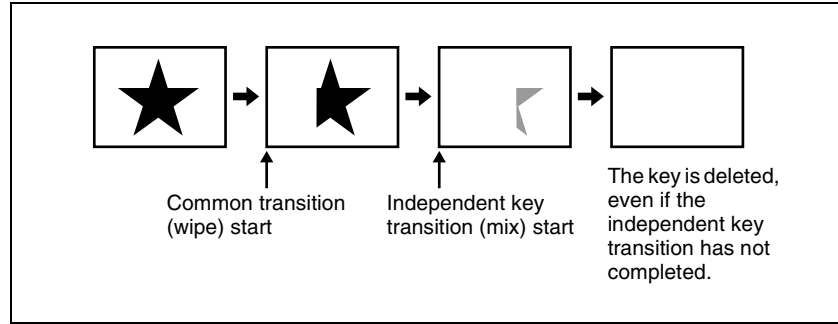 Common transition
(wipe) start
Independent key
transition (mix) start
The key is deleted,
even if the
independent key
transition has not
completed.